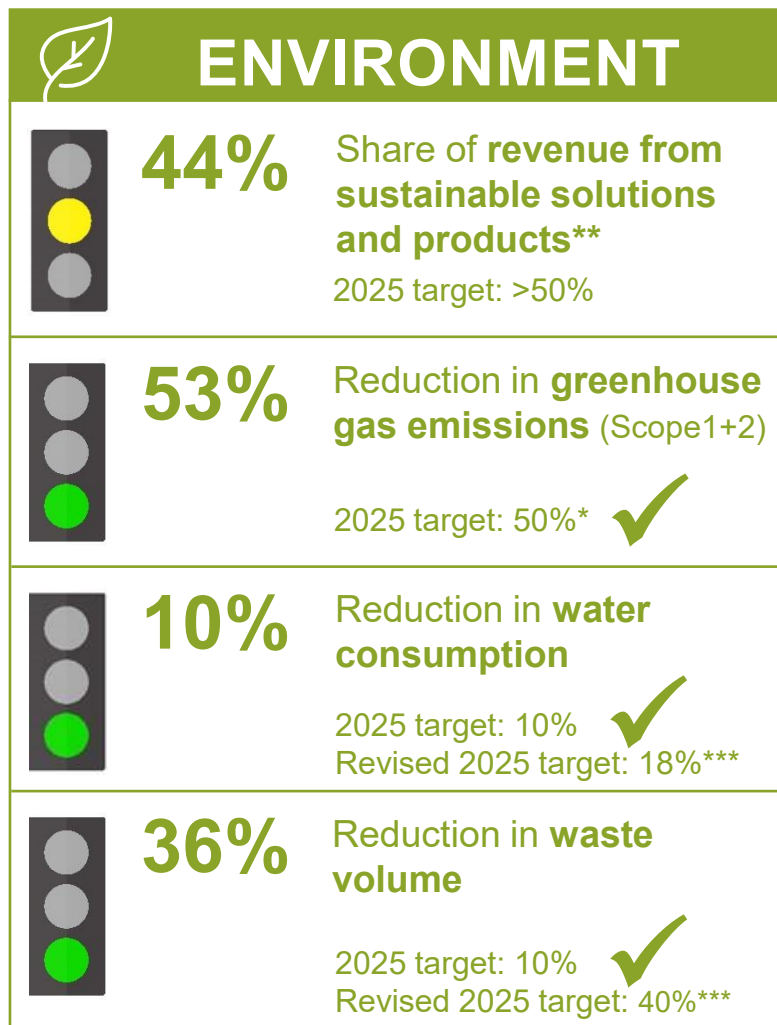 ENVIRONMENT
44%
Share of revenue from
sustainable solutions
and products**
2025 target: >50%
53%
Reduction in greenhouse
gas emissions (Scope1+2)
2025 target: 50%*
10%
Reduction in water
consumption
2025 target: 10%
Revised 2025 target: 18%***
36%
Reduction in waste
volume
2025 target: 10%
Revised 2025 target: 40%***